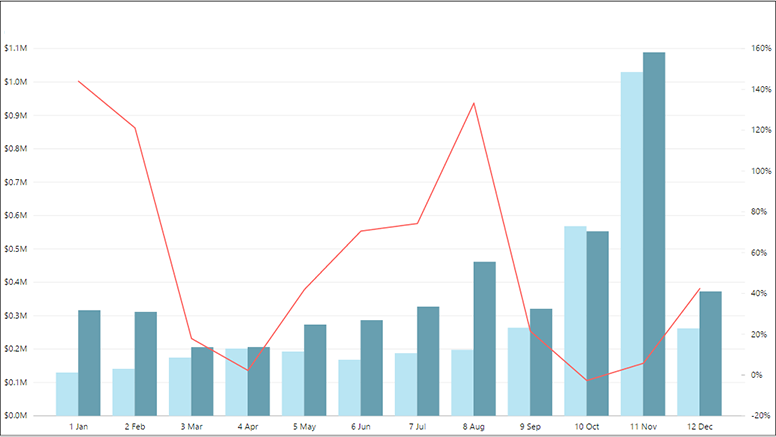 $1.1M
$1.0M
$0.9M
$0.8M
$0.7M
$0.6M
$0.5M
$0.4M
$0.3M
$0.2M
$0.1M
$0.0M
160%
140%
120%
100%
80%
60%
40%
20%
0%
-20%
1 Jan 2 Feb 3 Mar 4 Apr 5 May 6 Jun 7 Jul 8 Aug 9 Sep 10 Oct 11 Nov 12 Dec